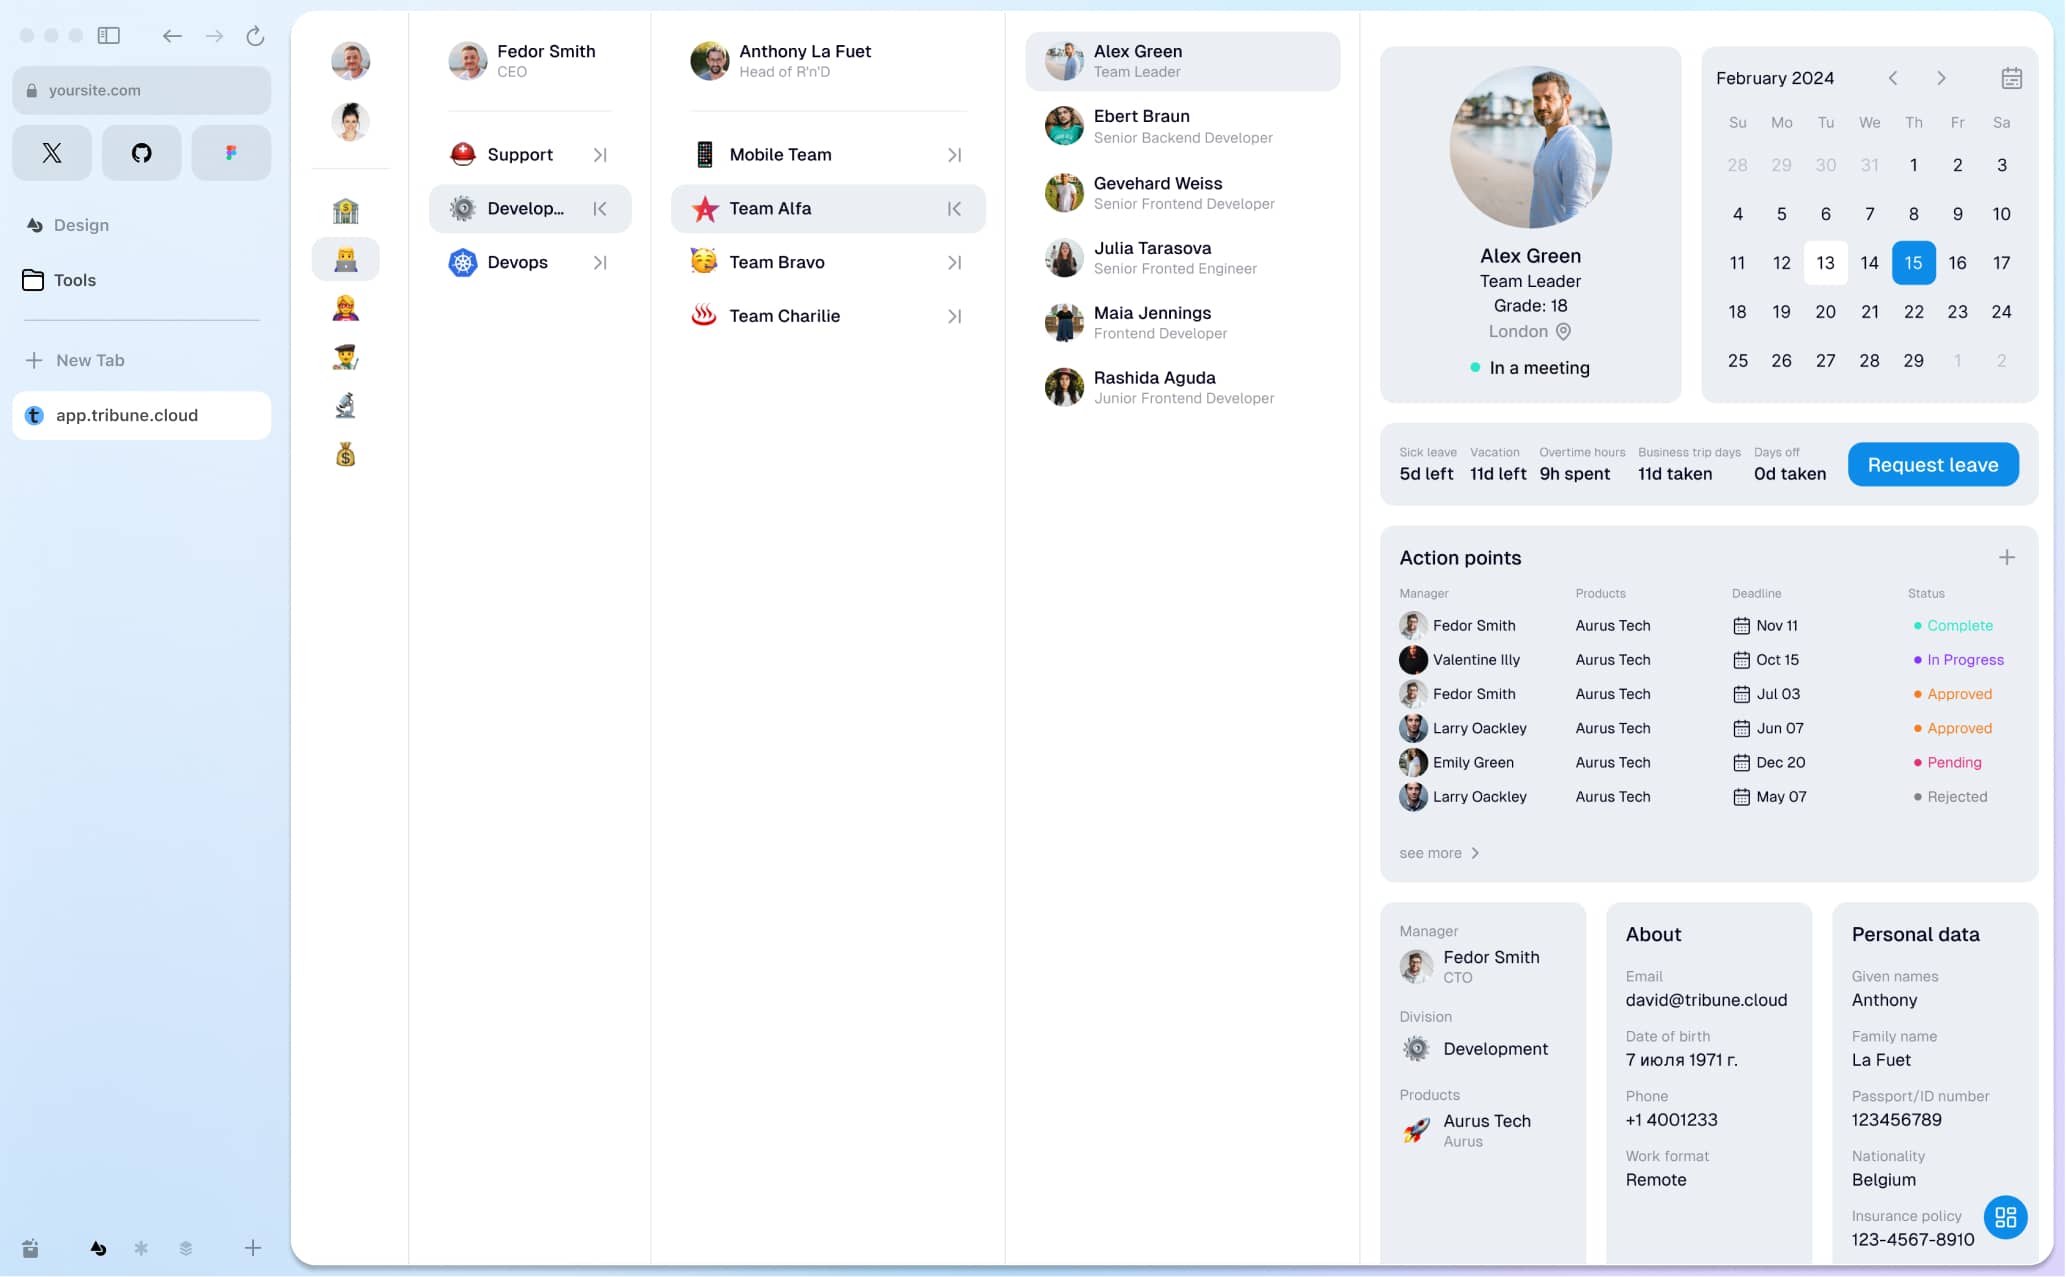 yoursite.com
Design
Tools
New Tab
app.tribune.cloud
Fedor Smith
CEO
Support
Develop...
Devops
Anthony La Fuet
Head of R'n'D
Mobile Team
Team Alfa
Team Bravo
Team Charilie
Alex Green
Team Leader
Ebert Braun
Senior Backend Developer
Gevehard Weiss
Senior Frontend Developer
Julia Tarasova
Senior Fronted Engineer
Maia Jennings
Frontend Developer
Rashida Aguda
Junior Frontend Developer
Alex Green
Team Leader
Grade: 18
London
In a meeting
February 2024
Su Mo Tu We Th Fr Sa
28 29 30 31 1 2 3
4 5 6 7 8 9 10
11 12 13 14 15 16 17
18 19 20 21 22 23 24
25 26 27 28 29 1 2
Sick leave Vacation Overtime hours Business trip days Days off
5d left 11d left 9h spent 11d taken 0d taken
Request leave
Action points
Manager Products Deadline Status
Fedor Smith Aurus Tech Nov 11 Complete
Valentine Illy Aurus Tech Oct 15 In Progress
Fedor Smith Aurus Tech Jul 03 Approved
Larry Oackley Aurus Tech Jun 07 Approved
Emily Green Aurus Tech Dec 20 Pending
Larry Oackley Aurus Tech May 07 Rejected
see more
Manager
Fedor Smith
CTO
Division
Development
Products
Aurus Tech
Aurus
About
Email
david@tribune.cloud
Date of birth
7 июля 1971 г.
Phone
+1 4001233
Work format
Remote
Personal data
Given names
Anthony
Family name
La Fuet
Passport/ID number
123456789
Nationality
Belgium
Insurance policy
123-4567-8910